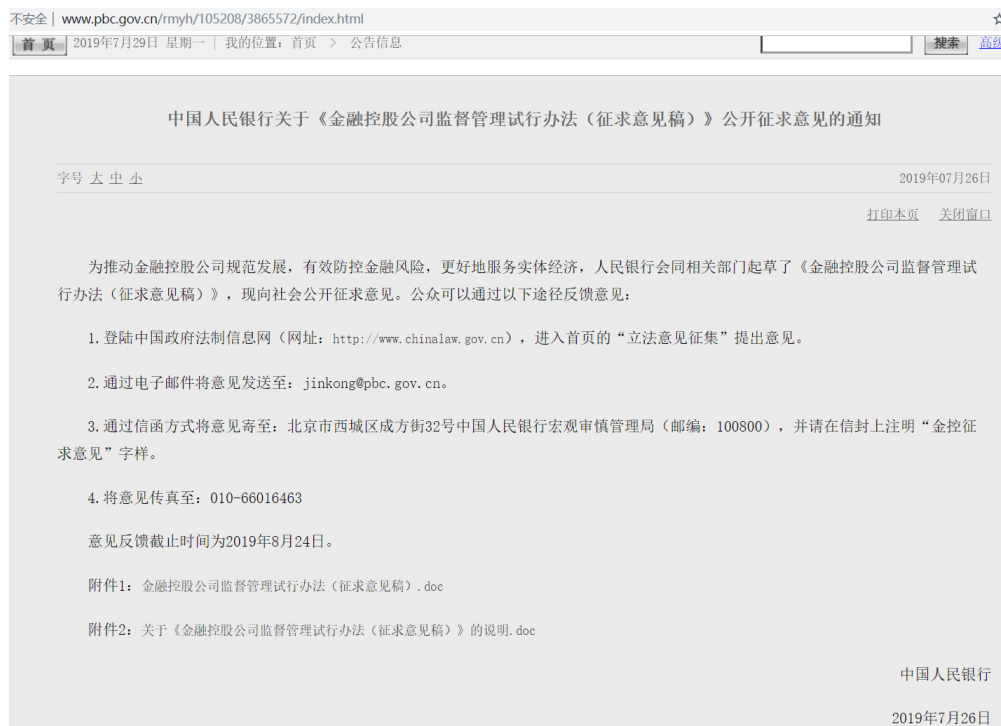 不安全 | www.pbc.gov.cn/rmyh/105208/3865572/index.html
首 页 2019年7月29日 星期一 | 我的位置: 首页 > 公告信息 搜索 高级
中国人民银行关于《金融控股公司监督管理试行办法（征求意见稿）》公开征求意见的通知
字号 大 中 小 2019年07月26日
打印本页 关闭窗口
为推动金融控股公司规范发展，有效防控金融风险，更好地服务实体经济，人民银行会同相关部门起草了《金融控股公司监督管理试
行办法（征求意见稿）》，现向社会公开征求意见。公众可以通过以下途径反馈意见：
1.登陆中国政府法制信息网（网址：http://www.chinalaw.gov.cn），进入首页的“立法意见征集”提出意见。
2.通过电子邮件将意见发送至：jinkong@pbc.gov.cn。
3.通过信函方式将意见寄至：北京市西城区成方街32号中国人民银行宏观审慎管理局（邮编：100800），并请在信封上注明“金控征
求意见”字样。
4.将意见传真至：010-66016463
意见反馈截止时间为2019年8月24日。
附件1：金融控股公司监督管理试行办法（征求意见稿）.doc
附件2：关于《金融控股公司监督管理试行办法（征求意见稿）》的说明.doc
中国人民银行
2019年7月26日